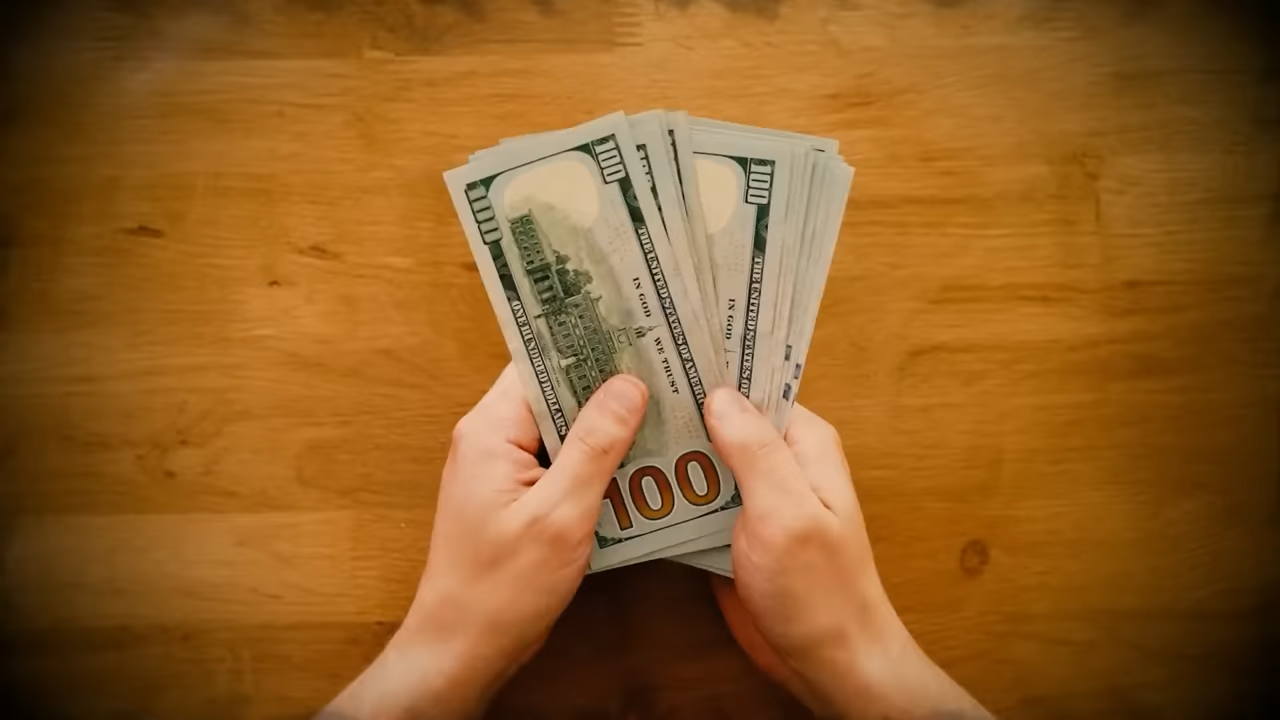 100
100
THE UNITED STATES OF AMERICA
IN GOD WE TRUST
ONE HUNDRED DOLLARS
100
100
THE UNITED STATES OF
IN GOD